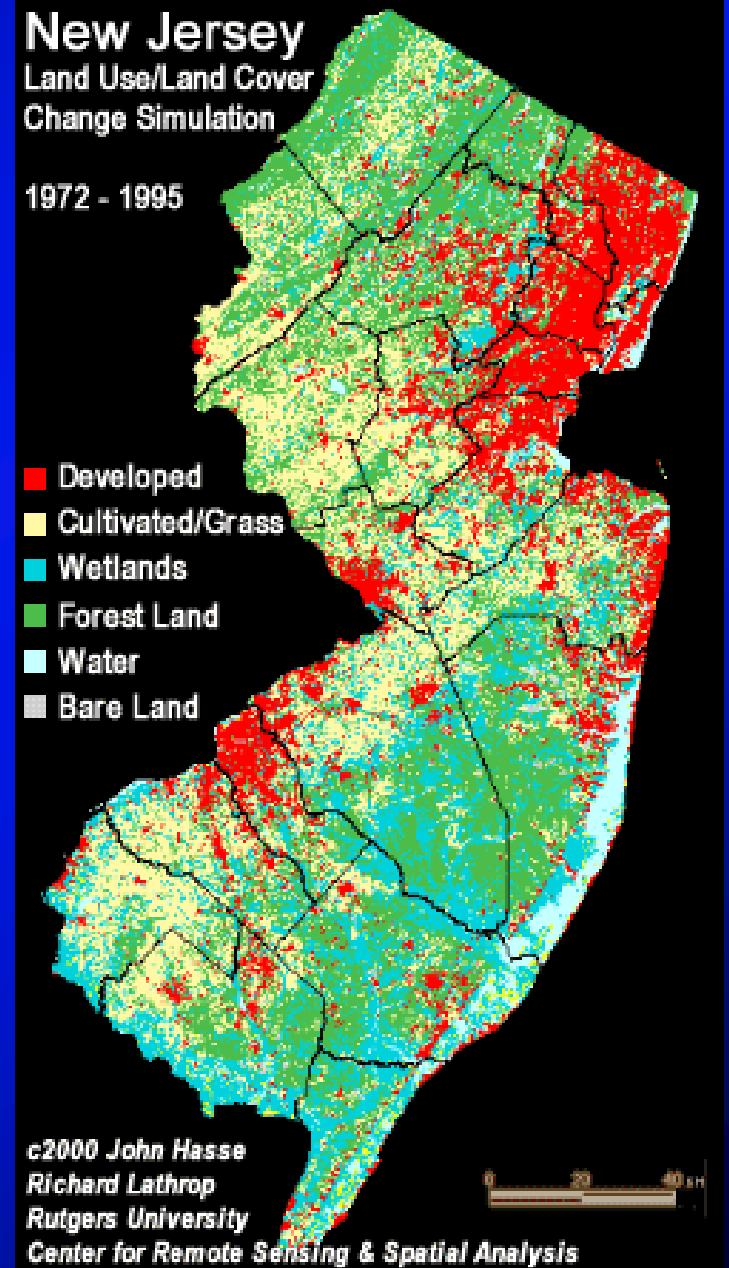 New Jersey
Land Use/Land Cover
Change Simulation
1972 - 1995
Developed
Cultivated/Grass
Wetlands
Forest Land
Water
Bare Land
c2000 John Hasse
Richard Lathrop
Rutgers University
Center for Remote Sensing & Spatial Analysis
0 20 40